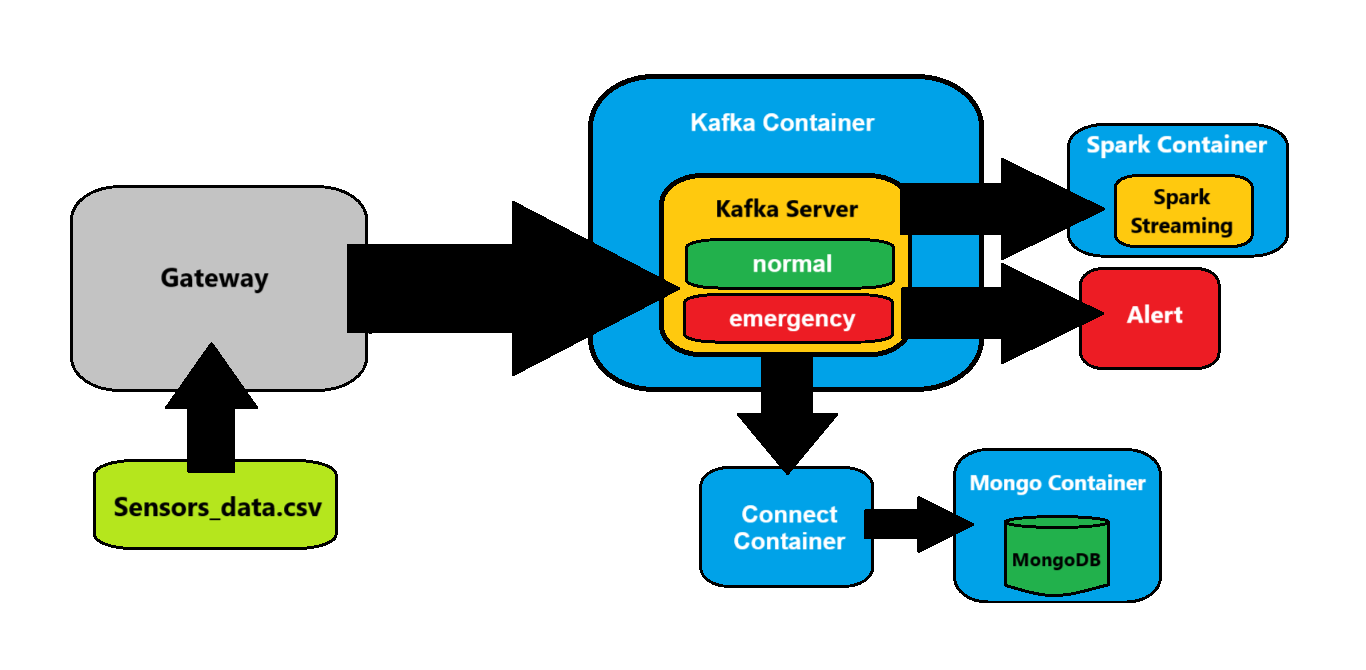 Kafka Container
Spark Container
Spark
Streaming
Kafka Server
normal
emergency
Gateway
Alert
Sensors_data.csv
Connect
Container
Mongo Container
MongoDB